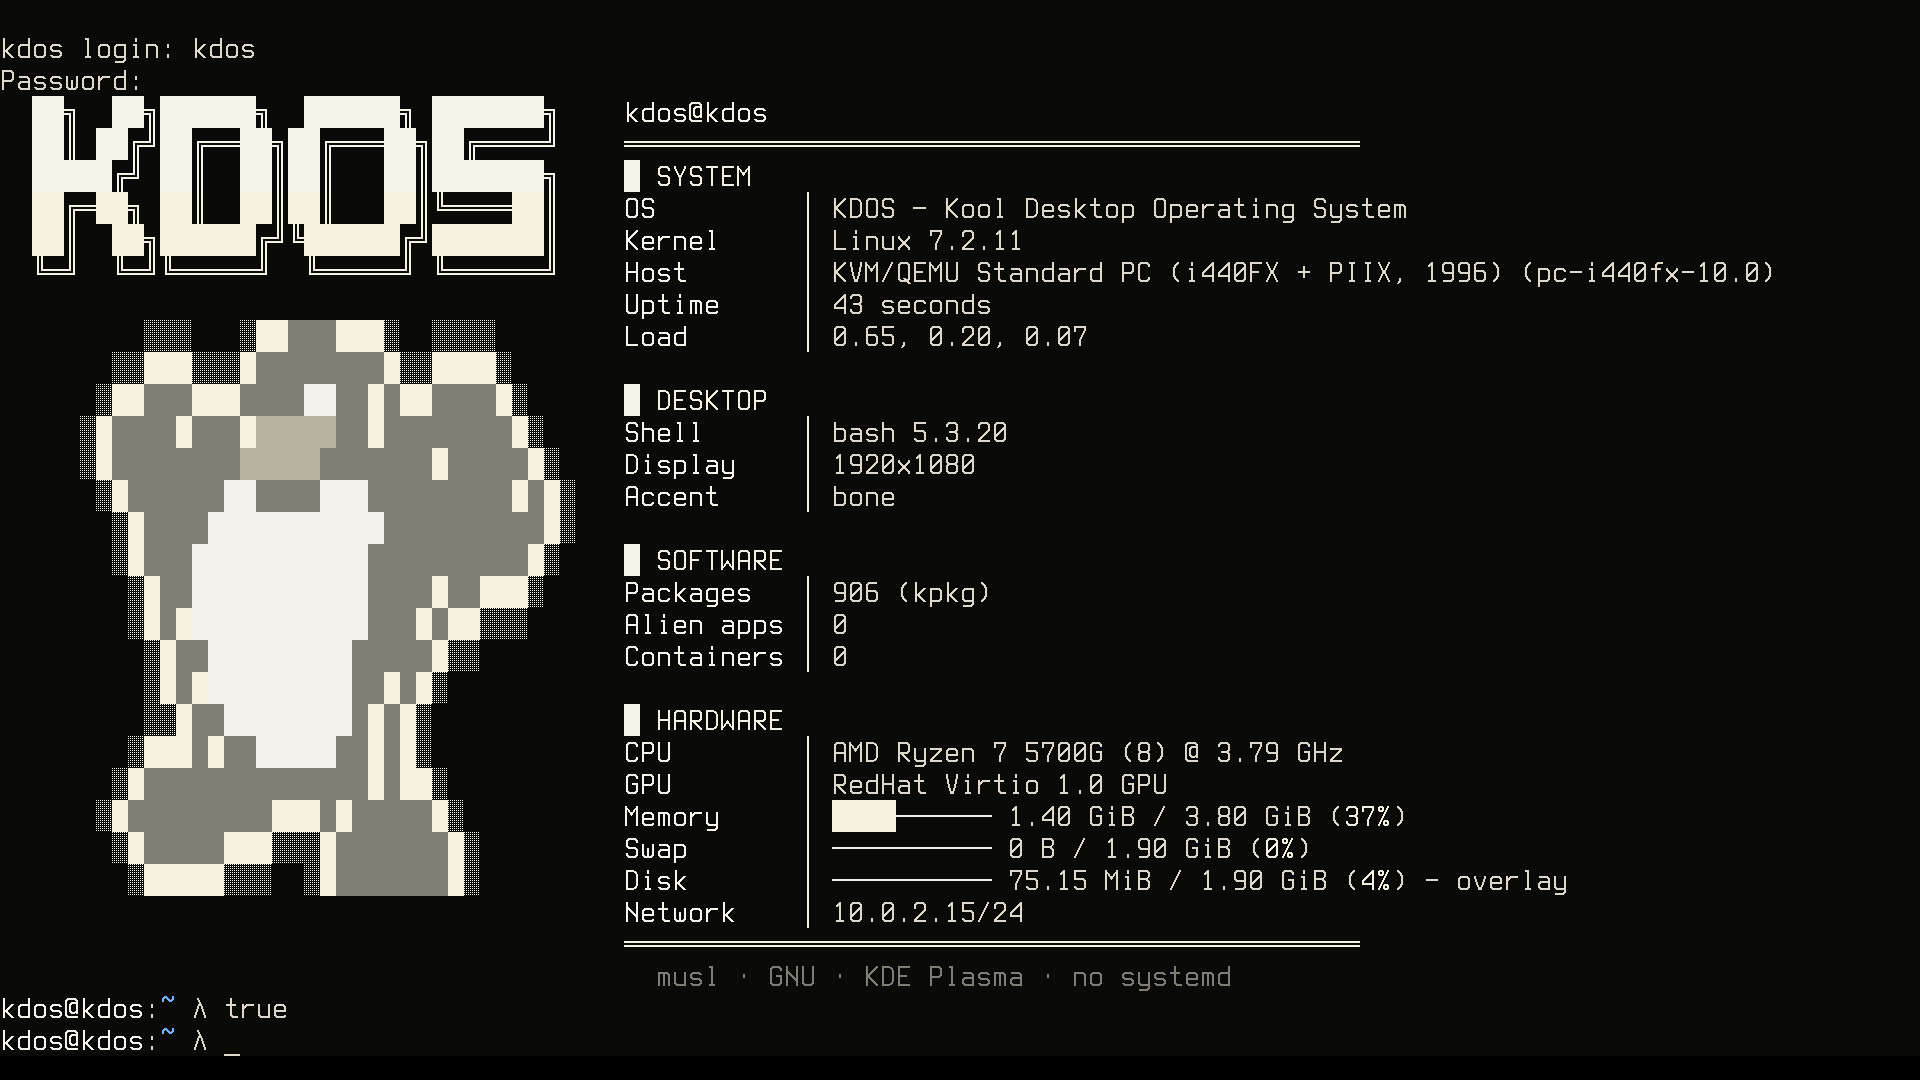 kdos login: kdos
Password:
KDOS
kdos@kdos
SYSTEM
OS KDOS - Kool Desktop Operating System
Kernel Linux 7.2.11
Host KVM/QEMU Standard PC (i440FX + PIIX, 1996) (pc-i440fx-10.0)
Uptime 43 seconds
Load 0.65, 0.20, 0.07
DESKTOP
Shell bash 5.3.20
Display 1920x1080
Accent bone
SOFTWARE
Packages 906 (kpkg)
Alien apps 0
Containers 0
HARDWARE
CPU AMD Ryzen 7 5700G (8) @ 3.79 GHz
GPU RedHat Virtio 1.0 GPU
Memory 1.40 GiB / 3.80 GiB (37%)
Swap 0 B / 1.90 GiB (0%)
Disk 75.15 MiB / 1.90 GiB (4%) - overlay
Network 10.0.2.15/24
musl · GNU · KDE Plasma · no systemd
kdos@kdos:~ λ true
kdos@kdos:~ λ _